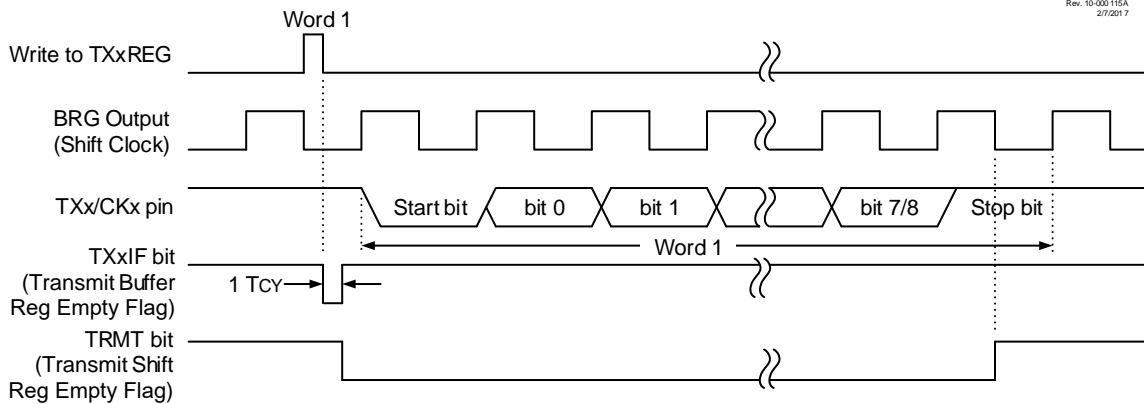 Rev. 10-000 115A
2/7/201 7
Word 1
Write to TXxREG
BRG Output
(Shift Clock)
TXx/CKx pin
Start bit
bit 0
bit 1
bit 7/8
Stop bit
Word 1
TXxIF bit
(Transmit Buffer
Reg Empty Flag)
1 TCY
TRMT bit
(Transmit Shift
Reg Empty Flag)